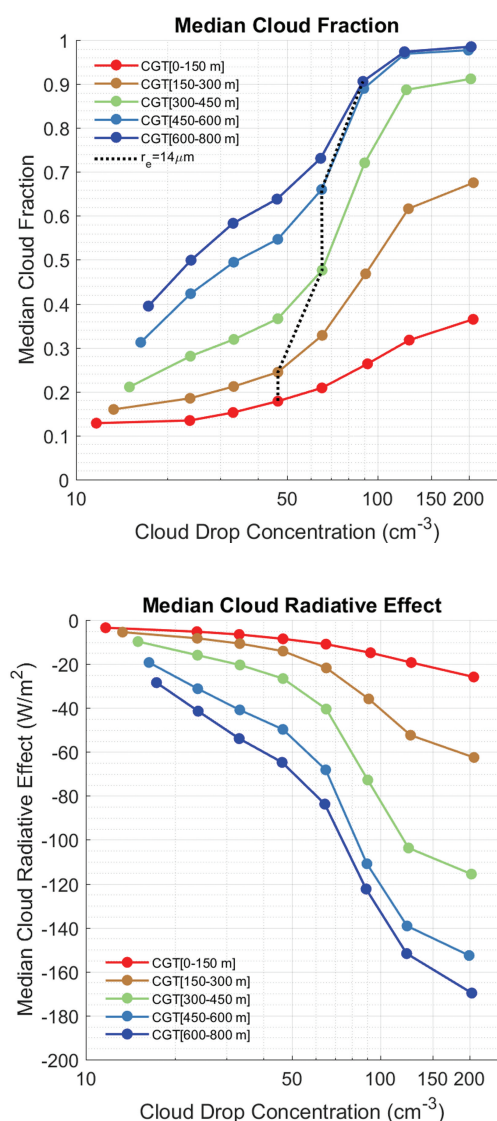 Median Cloud Fraction
1
0.9
0.8
0.7
0.6
0.5
0.4
0.3
0.2
0.1
0
Median Cloud Fraction
CGT[0-150 m]
CGT[150-300 m]
CGT[300-450 m]
CGT[450-600 m]
CGT[600-800 m]
r_e=14μm
10 50 100 150 200
Cloud Drop Concentration (cm⁻³)
Median Cloud Radiative Effect
0
-20
-40
-60
-80
-100
-120
-140
-160
-180
-200
Median Cloud Radiative Effect (W/m²)
CGT[0-150 m]
CGT[150-300 m]
CGT[300-450 m]
CGT[450-600 m]
CGT[600-800 m]
10 50 100 150 200
Cloud Drop Concentration (cm⁻³)